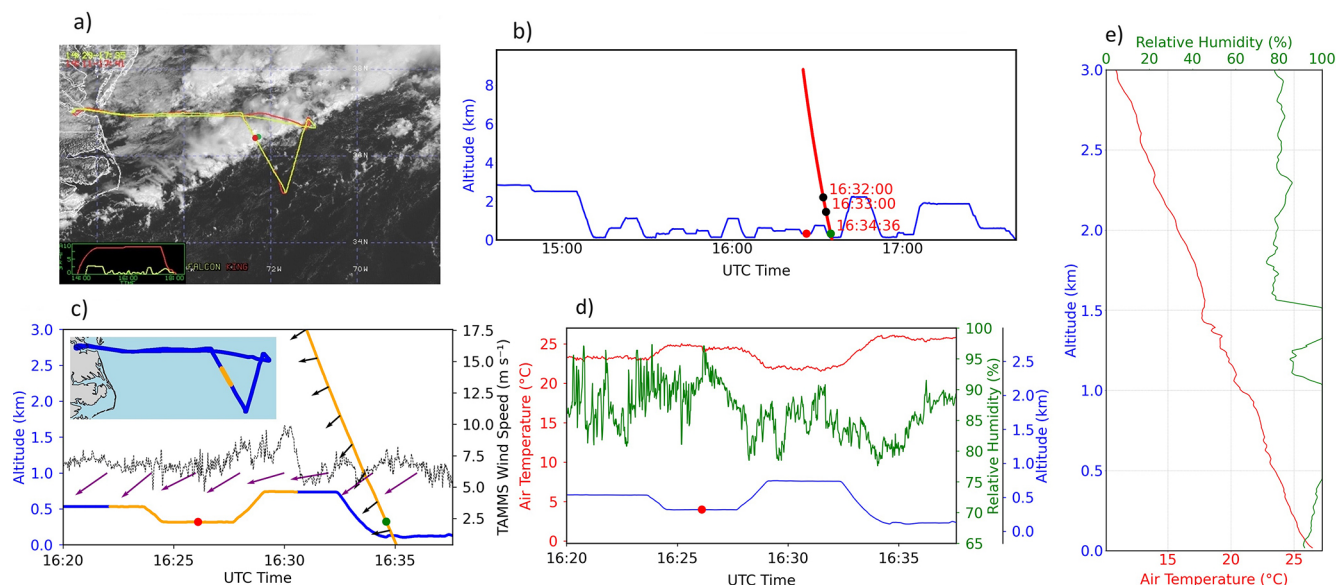 a)
14:29-17:35
38N
36N
34N
72W
70W
FALCON KING
b)
Altitude (km)
8
6
4
2
0
16:32:00
16:33:00
16:34:36
15:00 16:00 17:00
UTC Time
c)
Altitude (km)
3.0
2.5
2.0
1.5
1.0
0.5
0.0
17.5
15.0
12.5
10.0
7.5
5.0
2.5
TAMMS Wind Speed (m s⁻¹)
16:20 16:25 16:30 16:35
UTC Time
d)
Air Temperature (°C)
25
20
15
10
5
0
100
95
90
85
80
75
70
65
Relative Humidity (%)
2.5
2.0
1.5
1.0
0.5
0.0
Altitude (km)
16:20 16:25 16:30 16:35
UTC Time
e)
Relative Humidity (%)
0 20 40 60 80 100
Altitude (km)
3.0
2.5
2.0
1.5
1.0
0.5
0.0
15 20 25
Air Temperature (°C)